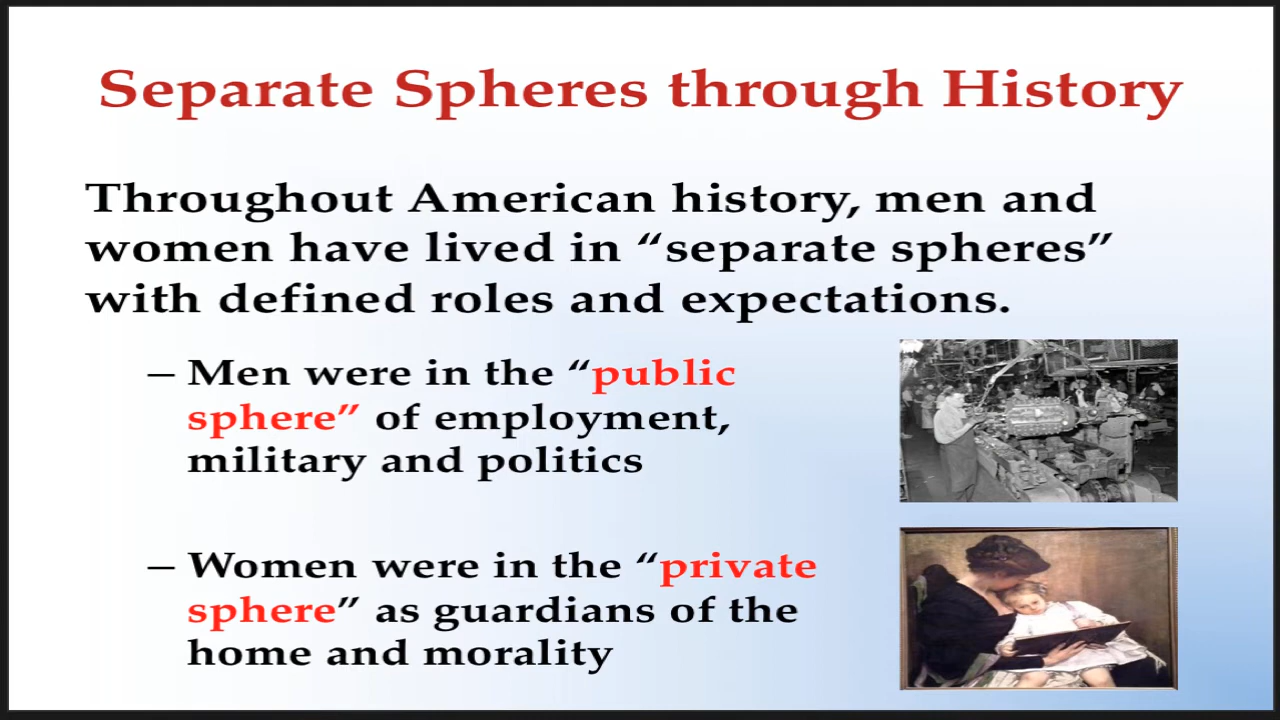 Separate Spheres through History
Throughout American history, men and
women have lived in “separate spheres”
with defined roles and expectations.
– Men were in the “public
sphere” of employment,
military and politics
– Women were in the “private
sphere” as guardians of the
home and morality